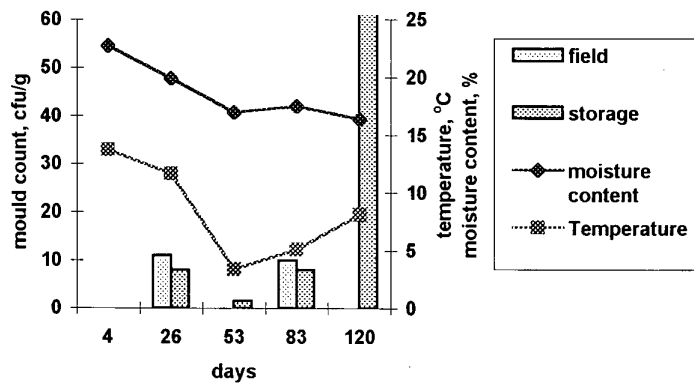 60
50
40
30
20
10
0
mould count, cfu/g
4 26 53 83 120
days
25
20
15
10
5
0
temperature, °C
moisture content, %
field
storage
moisture
content
Temperature